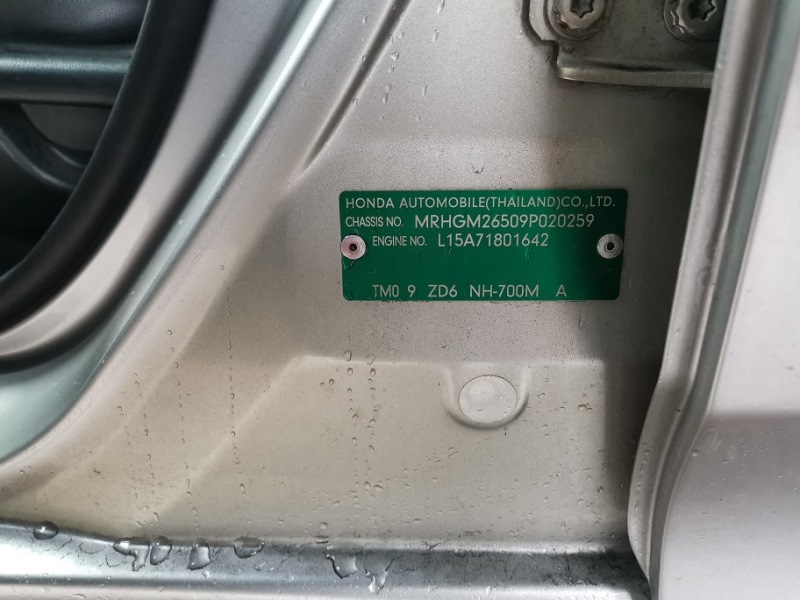 HONDA AUTOMOBILE(THAILAND)CO.,LTD.
CHASSIS NO. MRHGM26509P020259
ENGINE NO. L15A71801642
TM0 9 ZD6 NH-700M A